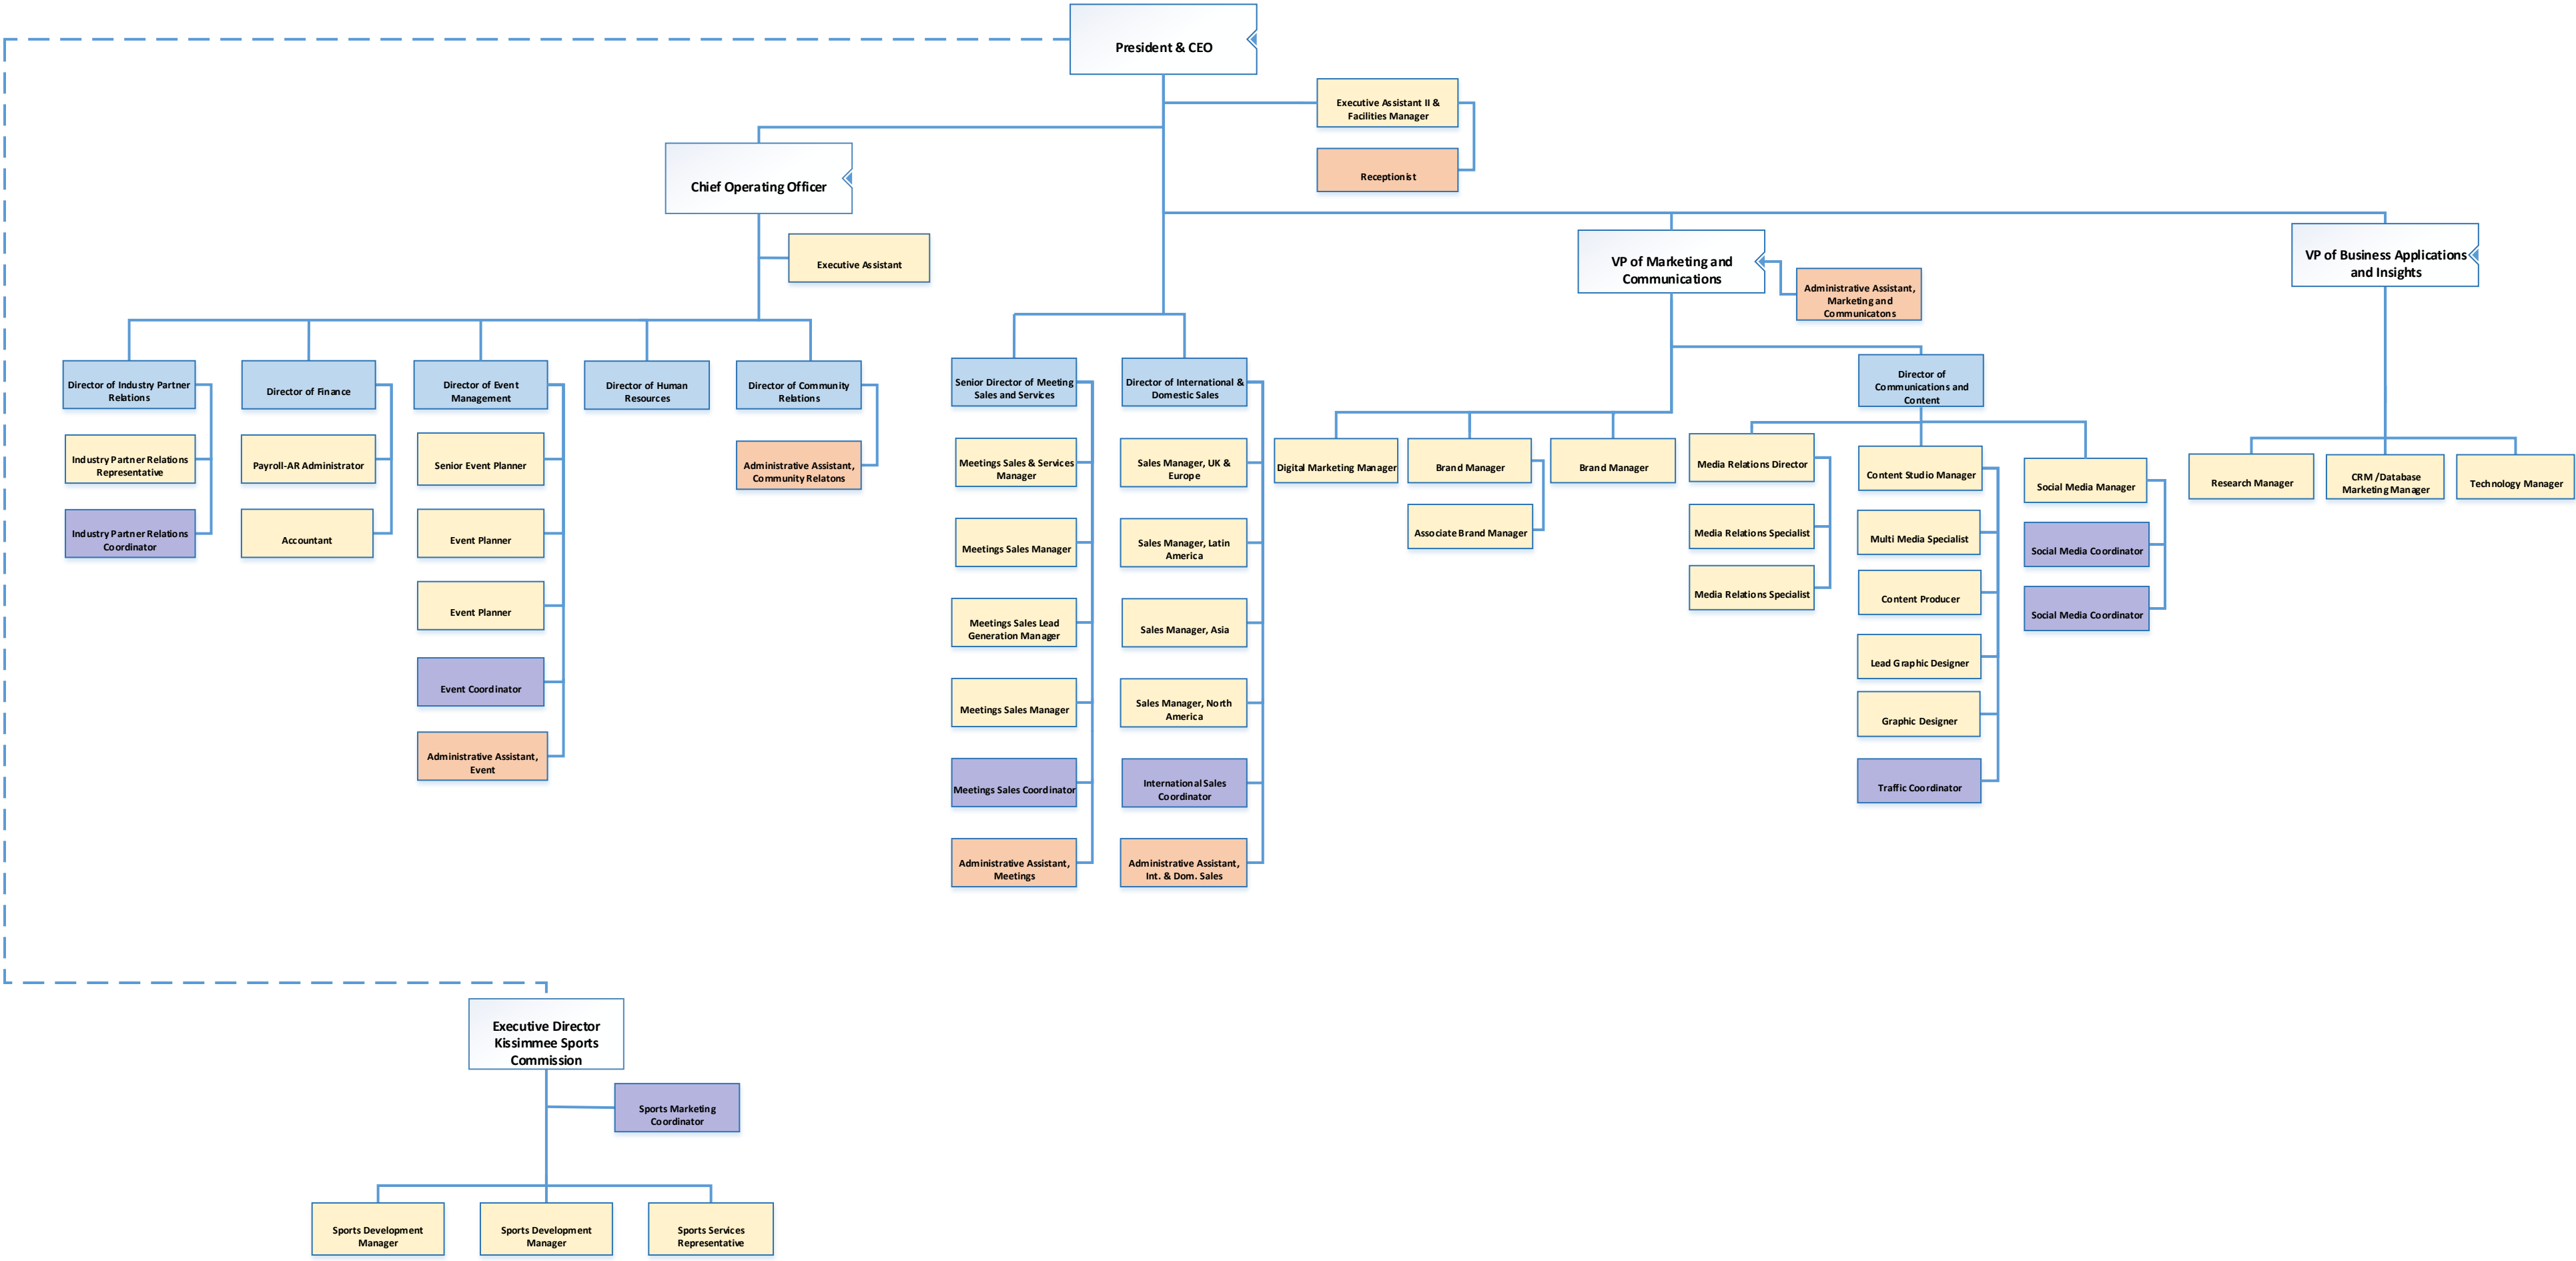 President & CEO
Executive Assistant II &
Facilities Manager
Receptionist
Chief Operating Officer
Executive Assistant
VP of Marketing and
Communications
Administrative Assistant,
Marketing and
Communicatons
VP of Business Applications
and Insights
Director of Industry Partner
Relations
Industry Partner Relations
Representative
Industry Partner Relations
Coordinator
Director of Finance
Payroll-AR Administrator
Accountant
Director of Event
Management
Senior Event Planner
Event Planner
Event Planner
Event Coordinator
Administrative Assistant,
Event
Director of Human
Resources
Director of Community
Relations
Administrative Assistant,
Community Relatons
Senior Director of Meeting
Sales and Services
Meetings Sales & Services
Manager
Meetings Sales Manager
Meetings Sales Lead
Generation Manager
Meetings Sales Manager
Meetings Sales Coordinator
Administrative Assistant,
Meetings
Director of International &
Domestic Sales
Sales Manager, UK &
Europe
Sales Manager, Latin
America
Sales Manager, Asia
Sales Manager, North
America
International Sales
Coordinator
Administrative Assistant,
Int. & Dom. Sales
Digital Marketing Manager
Brand Manager
Associate Brand Manager
Brand Manager
Director of
Communications and
Content
Media Relations Director
Media Relations Specialist
Media Relations Specialist
Content Studio Manager
Multi Media Specialist
Content Producer
Lead Graphic Designer
Graphic Designer
Traffic Coordinator
Social Media Manager
Social Media Coordinator
Social Media Coordinator
Research Manager
CRM /Database
Marketing Manager
Technology Manager
Executive Director
Kissimmee Sports
Commission
Sports Marketing
Coordinator
Sports Development
Manager
Sports Development
Manager
Sports Services
Representative